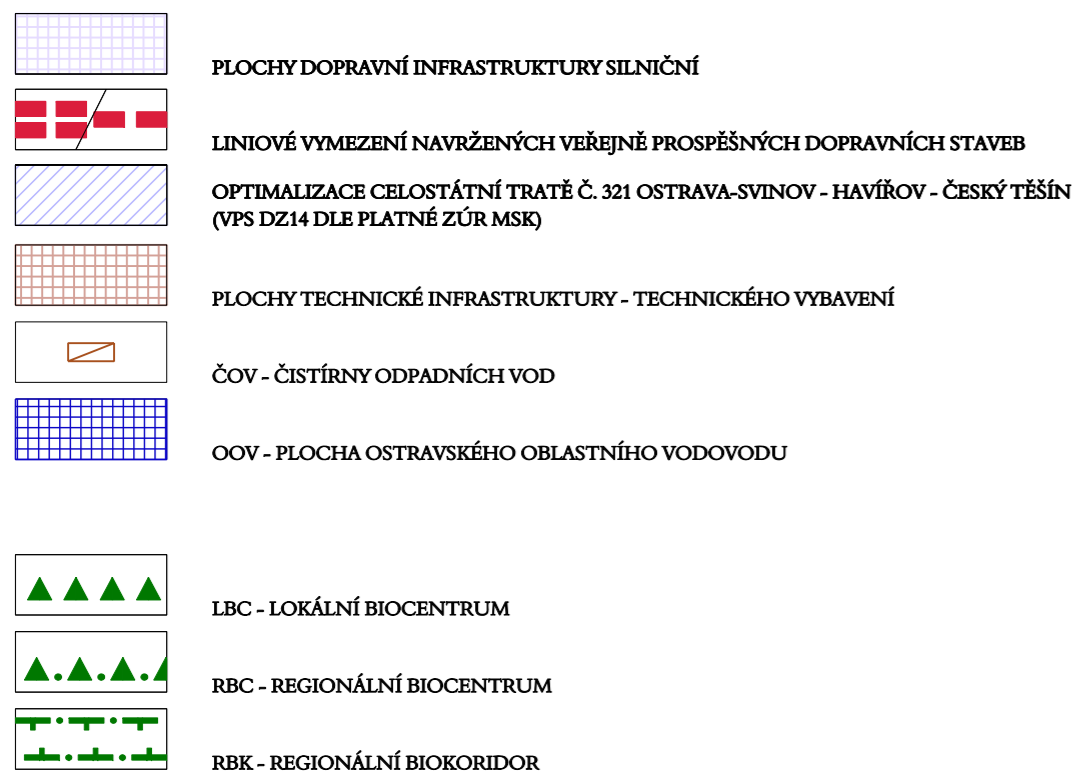 PLOCHY DOPRAVNÍ INFRASTRUKTURY SILNIČNÍ
LINIOVÉ VYMEZENÍ NAVRŽENÝCH VEŘEJNĚ PROSPĚŠNÝCH DOPRAVNÍCH STAVEB
OPTIMALIZACE CELOSTÁTNÍ TRATĚ Č. 321 OSTRAVA-SVINOV - HAVÍŘOV - ČESKÝ TĚŠÍN
(VPS DZ14 DLE PLATNÉ ZÚR MSK)
PLOCHY TECHNICKÉ INFRASTRUKTURY - TECHNICKÉHO VYBAVENÍ
ČOV - ČISTÍRNY ODPADNÍCH VOD
OOV - PLOCHA OSTRAVSKÉHO OBLASTNÍHO VODOVODU
LBC - LOKÁLNÍ BIOCENTRUM
RBC - REGIONÁLNÍ BIOCENTRUM
RBK - REGIONÁLNÍ BIOKORIDOR